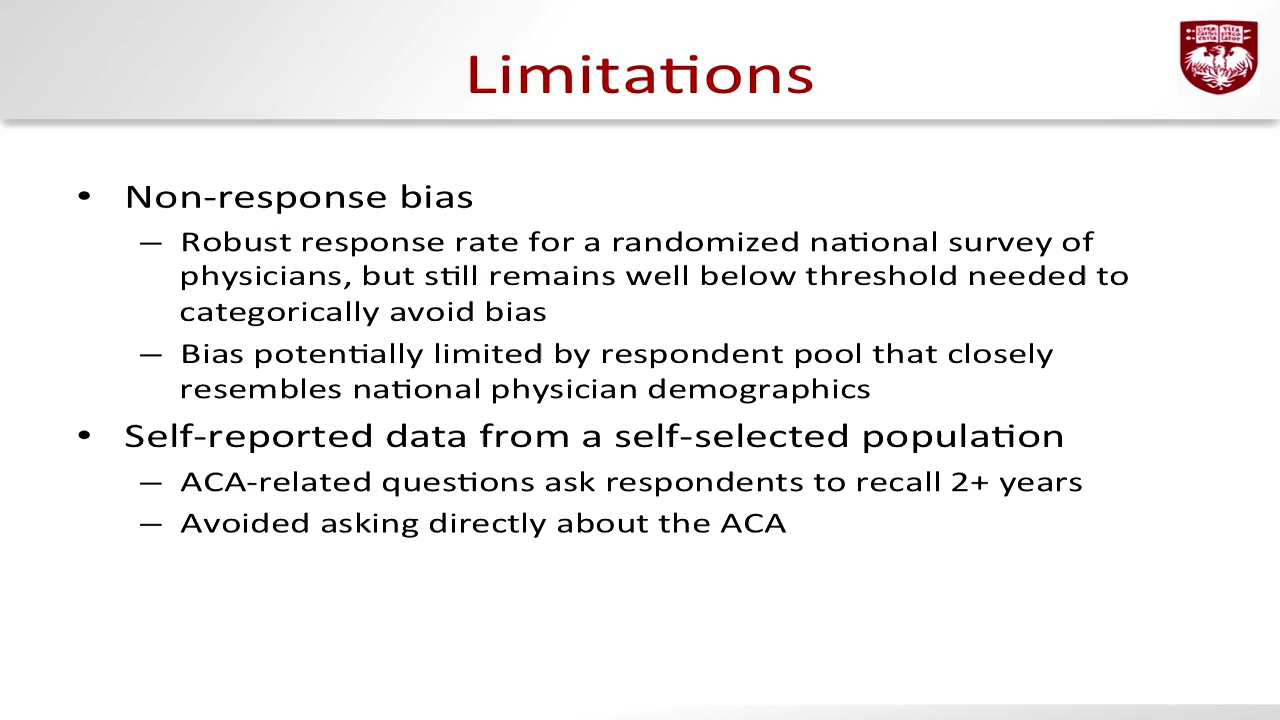 Limitations
• Non-response bias
— Robust response rate for a randomized national survey of
physicians, but still remains well below threshold needed to
categorically avoid bias
— Bias potentially limited by respondent pool that closely
resembles national physician demographics
• Self-reported data from a self-selected population
— ACA-related questions ask respondents to recall 2+ years
— Avoided asking directly about the ACA